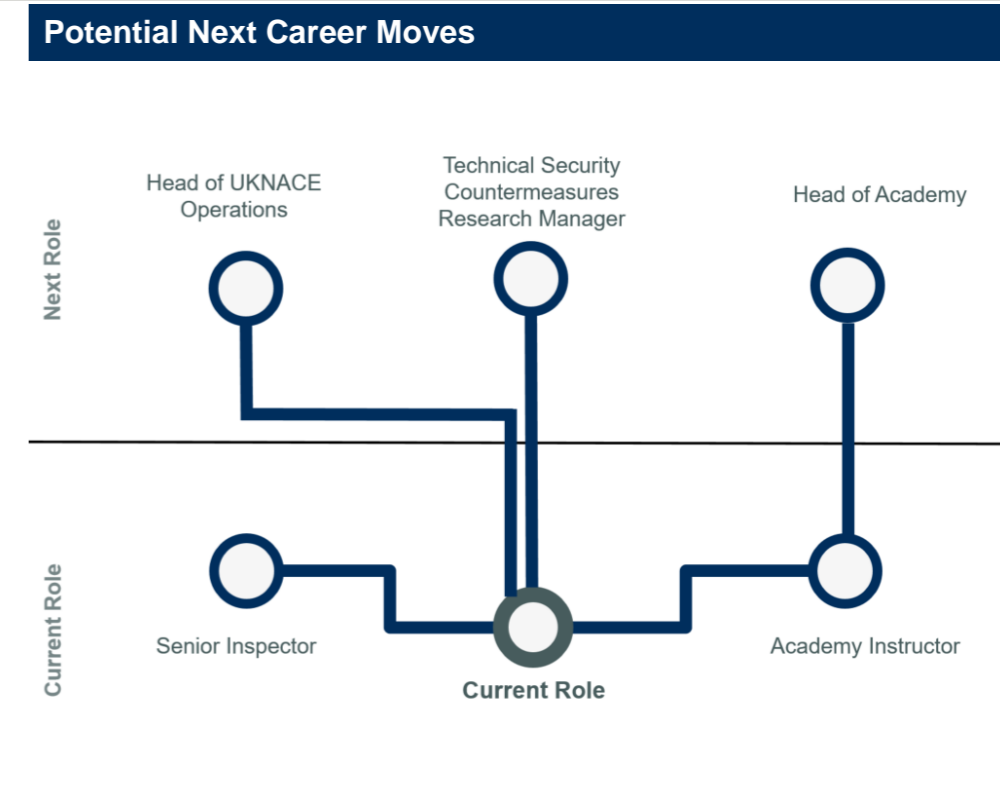 Potential Next Career Moves
Head of UKNACE
Operations
Technical Security
Countermeasures
Research Manager
Head of Academy
Next Role
Current Role
Senior Inspector
Current Role
Academy Instructor